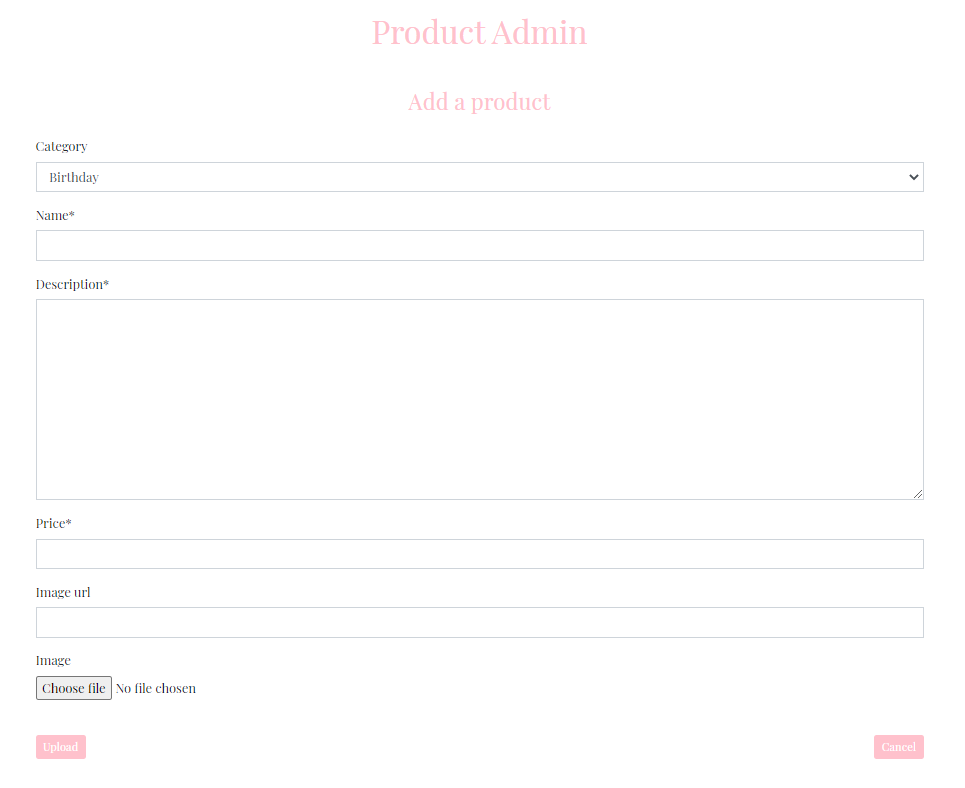 Product Admin
Add a product
Category
Birthday
Name*
Description*
Price*
Image url
Image
Choose file No file chosen
Upload Cancel